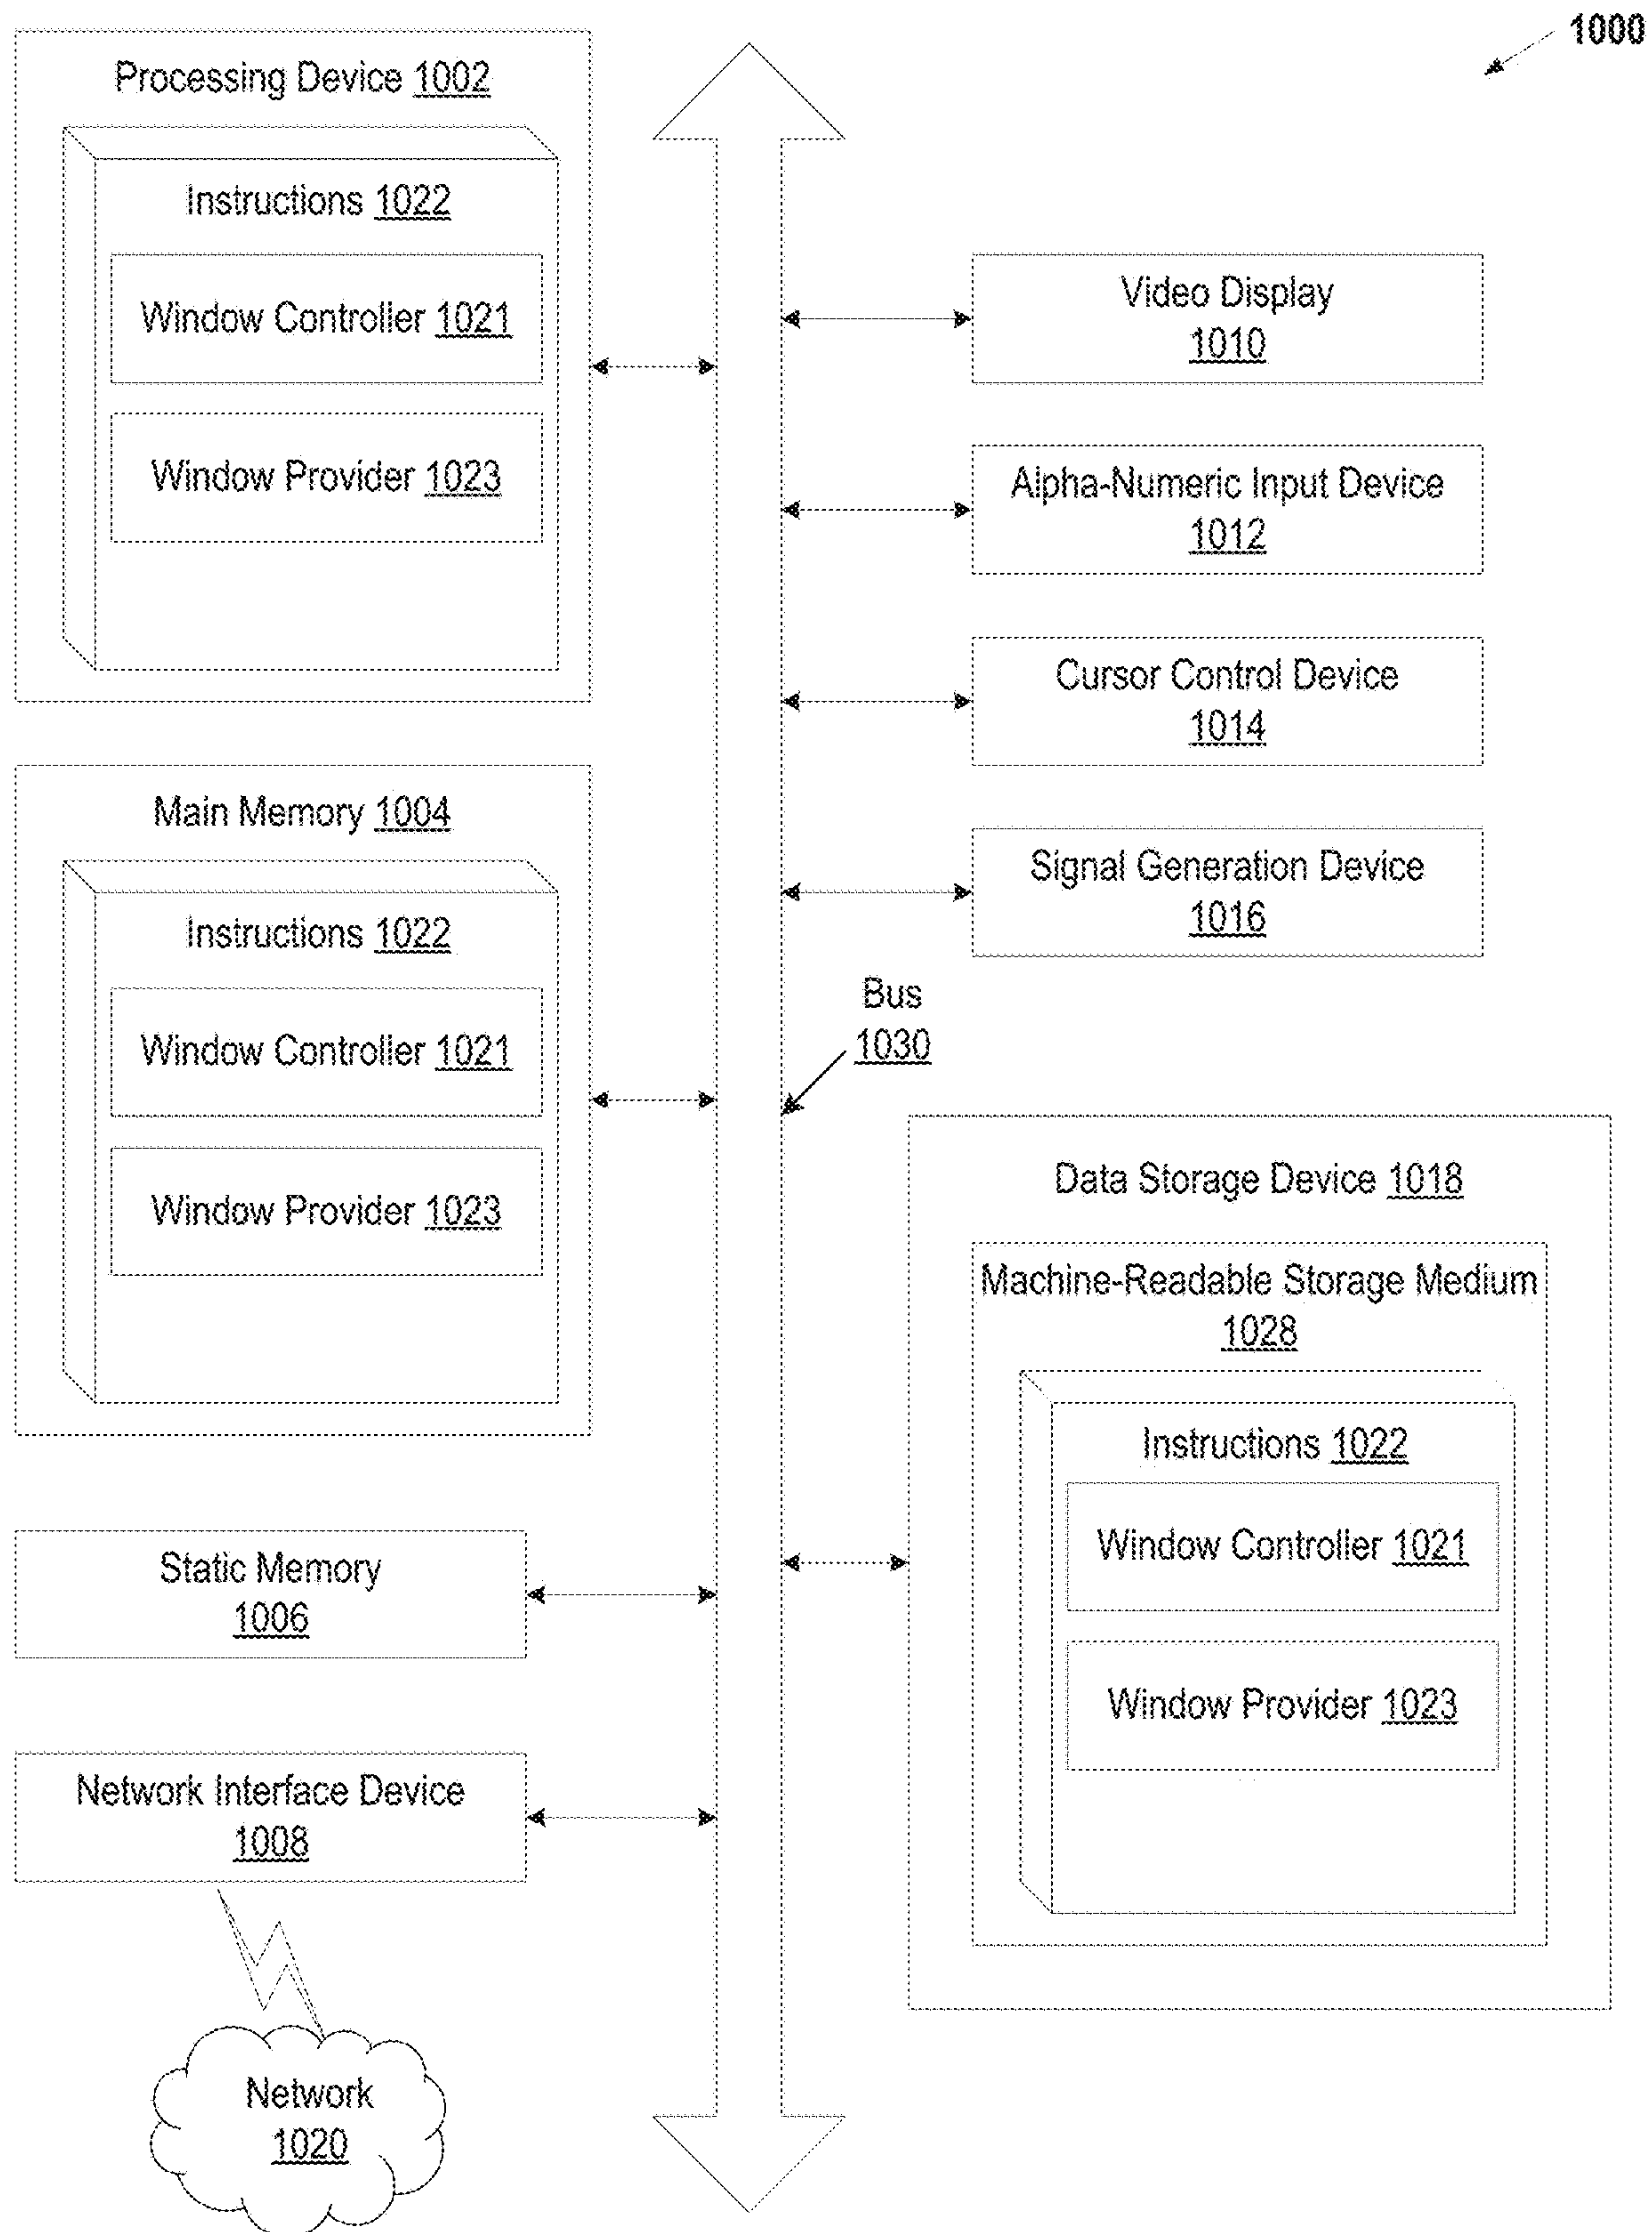 1000
Processing Device 1002
Instructions 1022
Window Controller 1021
Window Provider 1023
Video Display
1010
Alpha-Numeric Input Device
1012
Cursor Control Device
1014
Signal Generation Device
1016
Main Memory 1004
Instructions 1022
Window Controller 1021
Window Provider 1023
Bus
1030
Data Storage Device 1018
Machine-Readable Storage Medium
1028
Instructions 1022
Window Controller 1021
Window Provider 1023
Static Memory
1006
Network Interface Device
1008
Network
1020